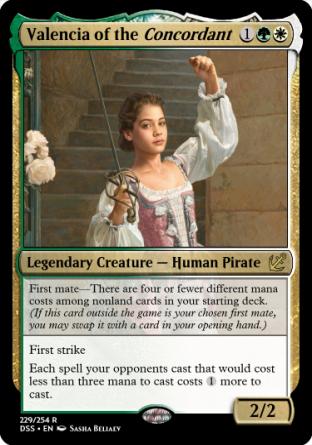 Valencia of the Concordant 1
Legendary Creature — Human Pirate
First mate—There are four or fewer different mana
costs among nonland cards in your starting deck.
(If this card outside the game is your chosen first mate,
you may swap it with a card in your opening hand.)
First strike
Each spell your opponents cast that would cost
less than three mana to cast costs 1 more to
cast.
2/2
229/254 R
DSS • EN Sasha Beliaev